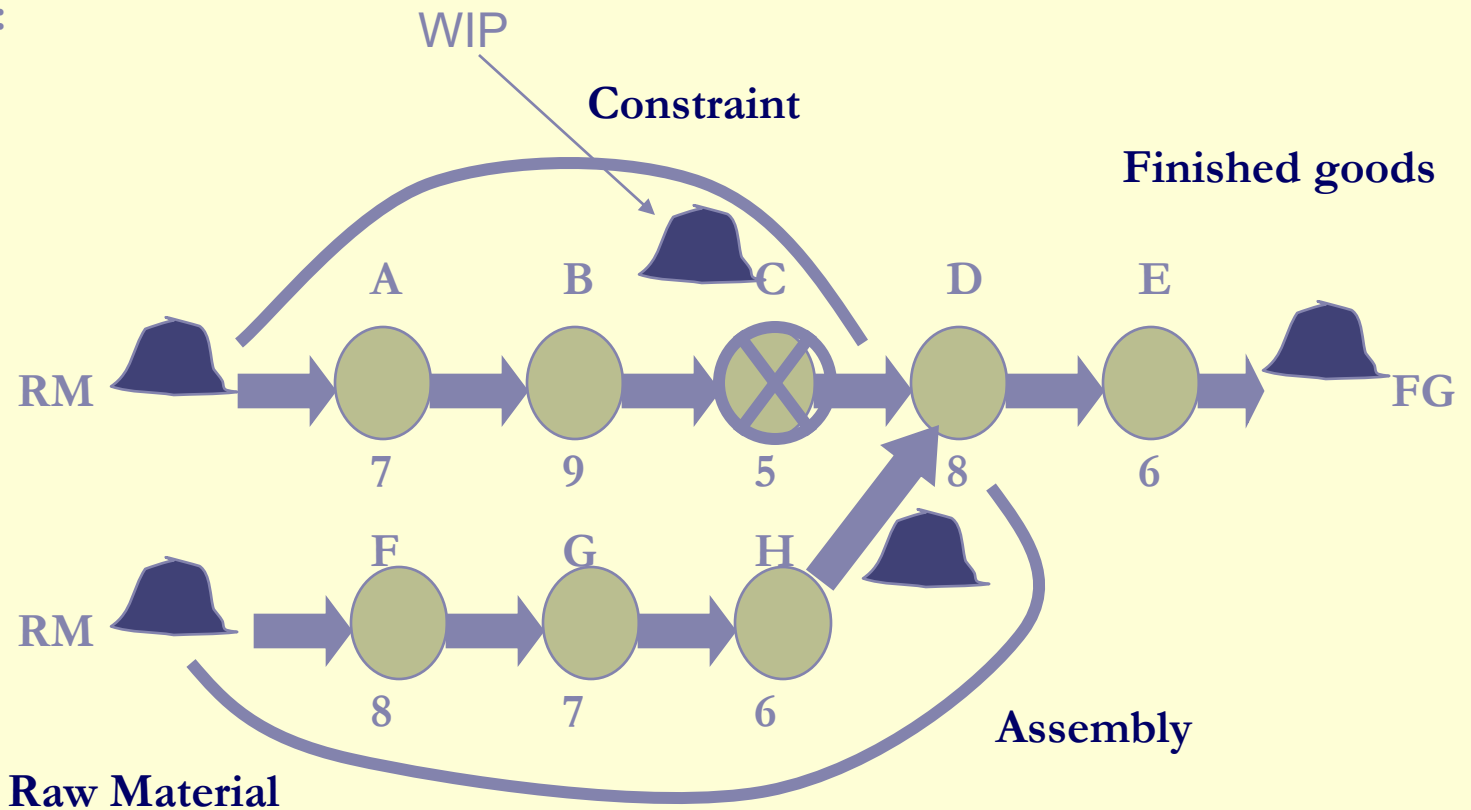 :
WIP
Constraint
Finished goods
A B C D E
RM FG
7 9 5 8 6
F G H
RM
8 7 6
Assembly
Raw Material